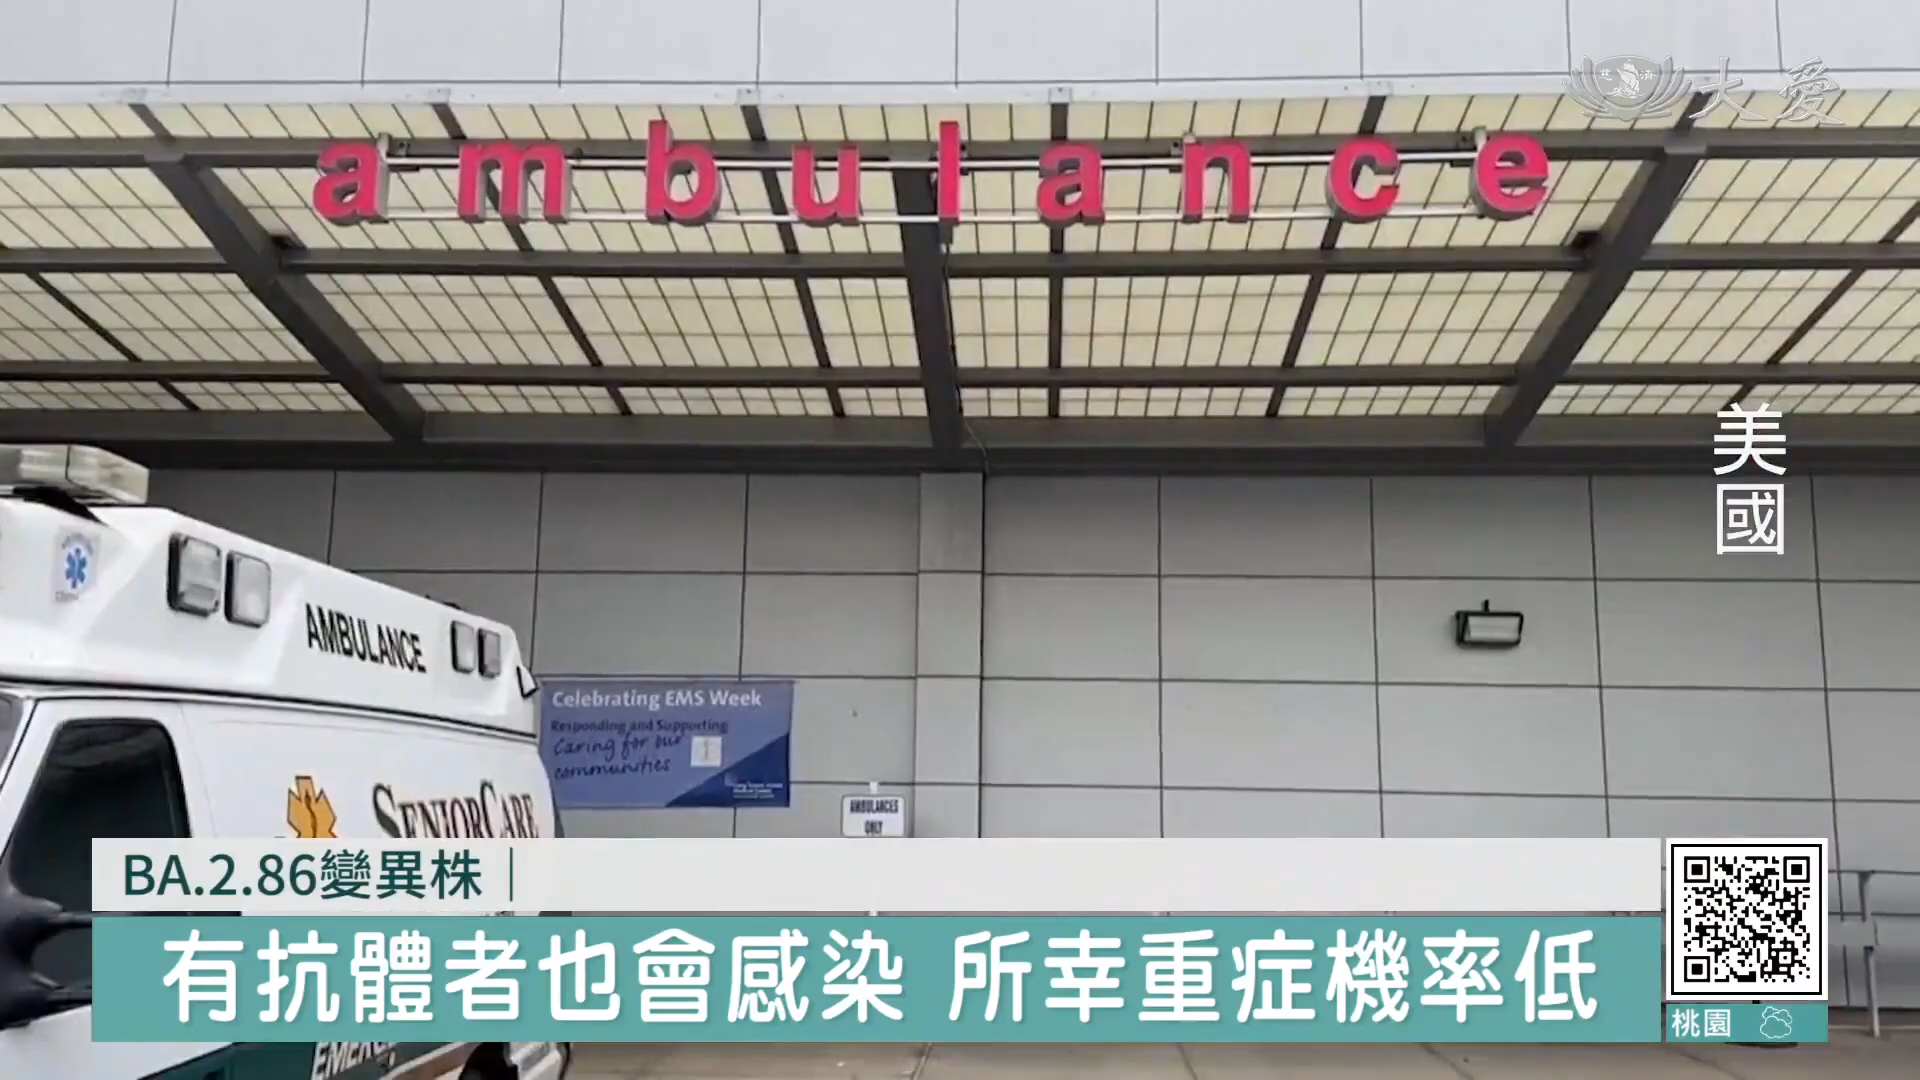 慈濟
大愛
ambulance
美國
AMBULANCE
Celebrating EMS Week
Responding and Supporting
Caring for our
communities
SENIORCARE
AMBULANCES
ONLY
BA.2.86變異株
有抗體者也會感染 所幸重症機率低
桃園